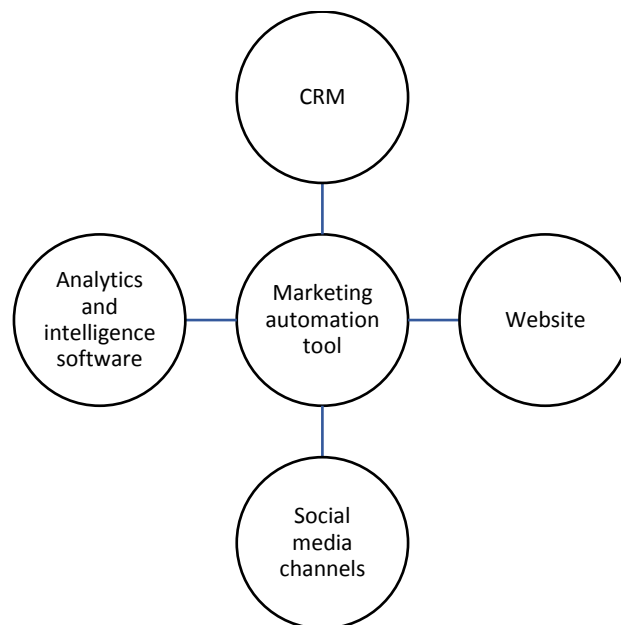 CRM
Analytics
and
intelligence
software
Marketing
automation
tool
Website
Social
media
channels